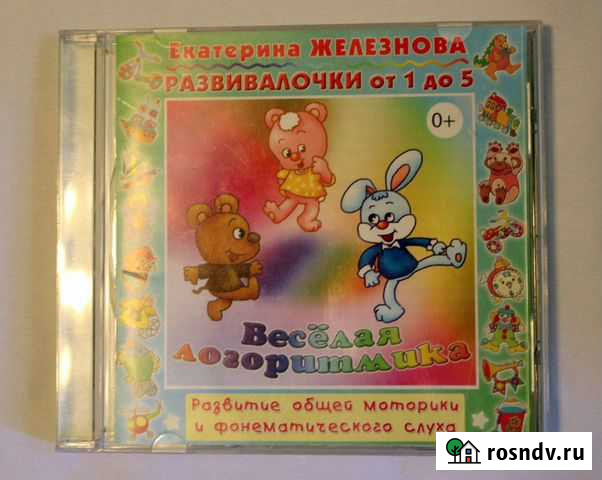 Екатерина ЖЕЛЕЗНОВА
РАЗВИВАЛОЧКИ от 1 до 5
0+
Весёлая
логоритмика
Развитие общей моторики
и фонематического слуха
rosndv.ru